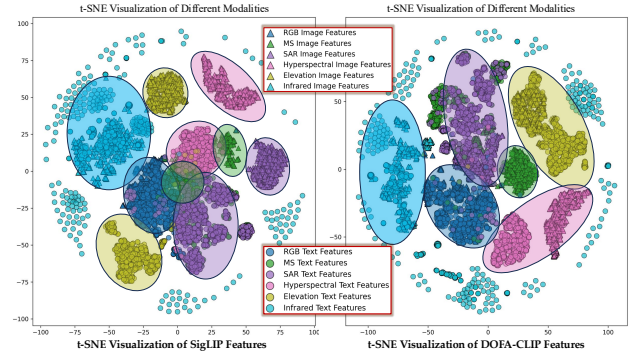 t-SNE Visualization of Different Modalities
t-SNE Visualization of Different Modalities
RGB Image Features
MS Image Features
SAR Image Features
Hyperspectral Image Features
Elevation Image Features
Infrared Image Features
100
75
50
25
0
−25
−50
−75
−100
50
0
−50
RGB Text Features
MS Text Features
SAR Text Features
Hyperspectral Text Features
Elevation Text Features
Infrared Text Features
−100
−75
−50
−25
0
25
50
75
100
−100
−50
0
50
100
t-SNE Visualization of SigLIP Features
t-SNE Visualization of DOFA-CLIP Features